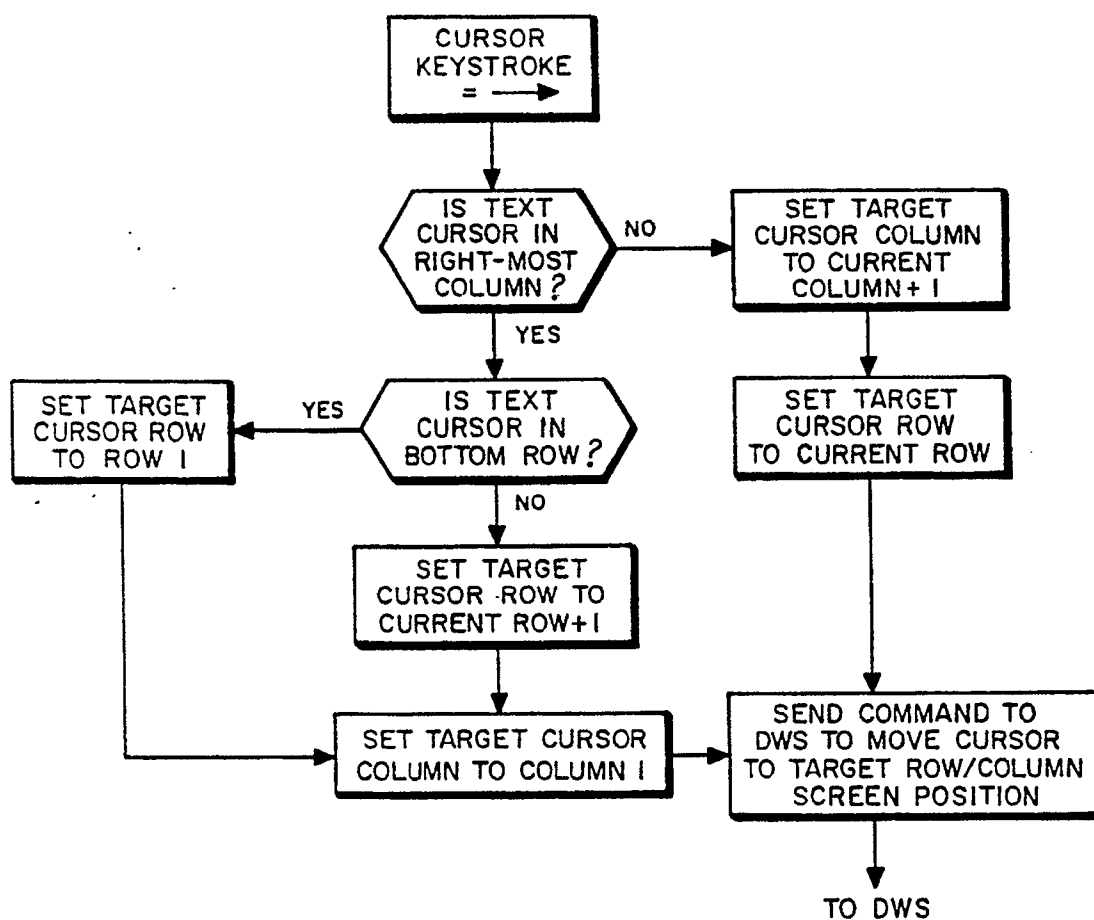 CURSOR
KEYSTROKE
= →
IS TEXT
CURSOR IN
RIGHT-MOST
COLUMN?
NO
SET TARGET
CURSOR COLUMN
TO CURRENT
COLUMN+1
YES
SET TARGET
CURSOR ROW
TO ROW 1
YES
IS TEXT
CURSOR IN
BOTTOM ROW?
SET TARGET
CURSOR ROW
TO CURRENT ROW
NO
SET TARGET
CURSOR ROW TO
CURRENT ROW+1
SET TARGET CURSOR
COLUMN TO COLUMN 1
SEND COMMAND TO
DWS TO MOVE CURSOR
TO TARGET ROW/COLUMN
SCREEN POSITION
TO DWS